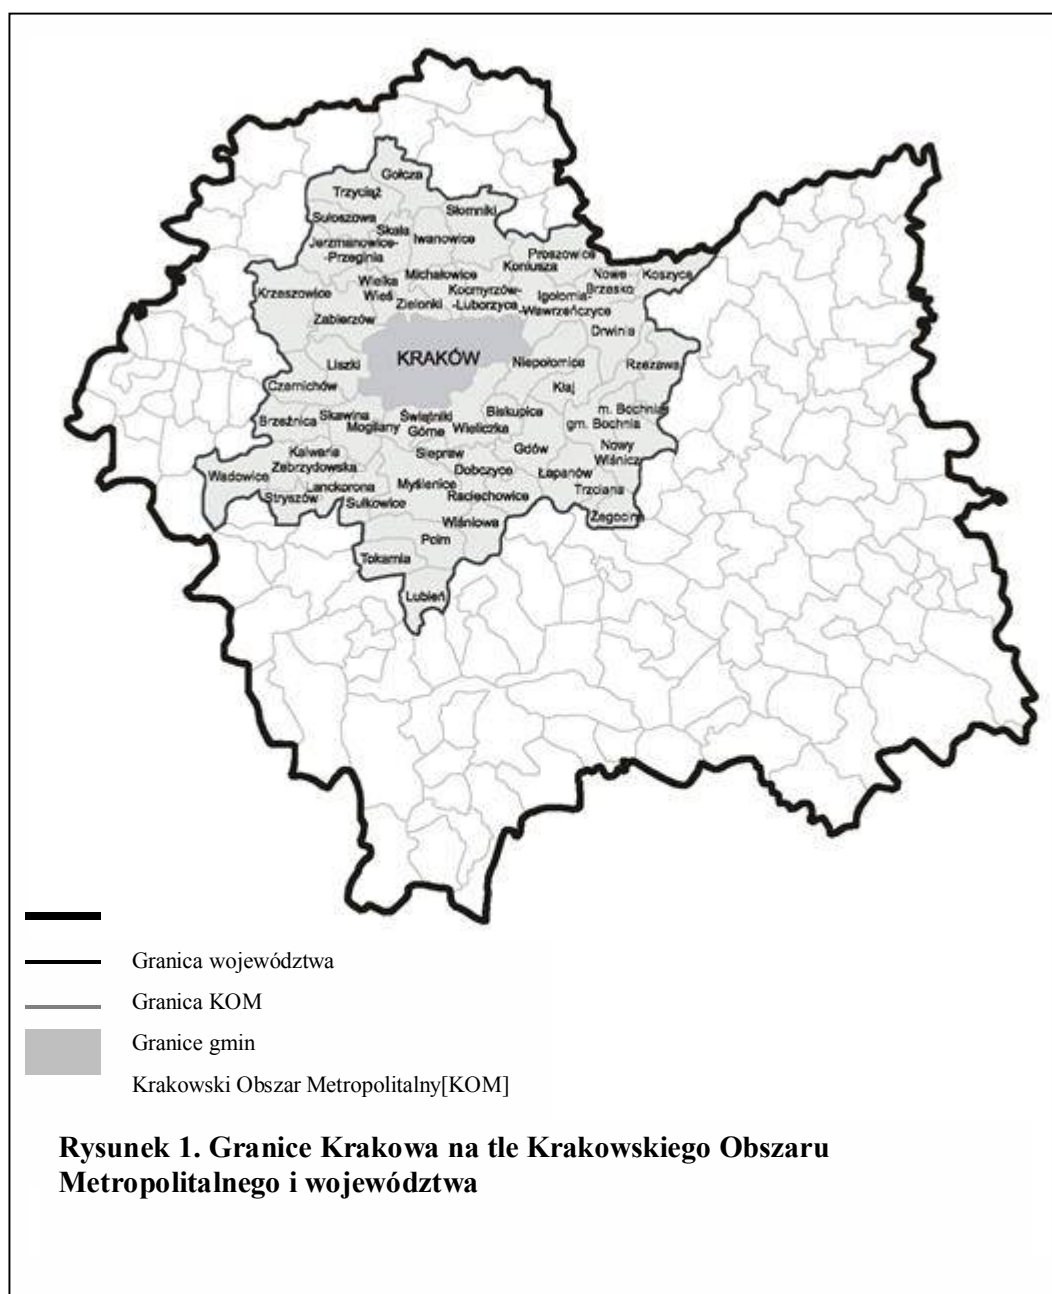 Gołcza
Trzyciąż
Słomniki
Sułoszowa
Skała
Iwanowice
Jerzmanowice-
-Przeginia
Proszowice
Koniusza
Nowe
Brzesko
Koszyce
Michałowice
Wielka
Wieś
Krzeszowice
Kocmyrzów-
-Luborzyca
Igołomia-
-Wawrzeńczyce
Zielonki
Zabierzów
Drwinia
KRAKÓW
Niepołomice
Rzezawa
Liszki
Kłaj
Czernichów
Brzeźnica
Skawina
Mogilany
Świątniki
Górne
Wieliczka
Biskupice
m. Bochnia
gm. Bochnia
Gdów
Nowy
Wiśnicz
Kalwaria
Zebrzydowska
Siepraw
Dobczyce
Łapanów
Wadowice
Lanckorona
Myślenice
Raciechowice
Trzciana
Stryszów
Sułkowice
Żegocina
Wiśniowa
Pcim
Tokarnia
Lubień
Granica województwa
Granica KOM
Granice gmin
Krakowski Obszar Metropolitalny[KOM]
Rysunek 1. Granice Krakowa na tle Krakowskiego Obszaru
Metropolitalnego i województwa